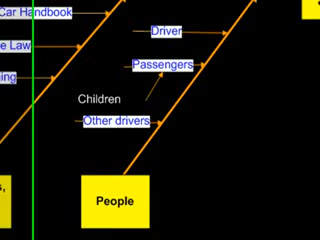 Car Handbook
Driver
e Law
Passengers
ing
Children
Other drivers
People